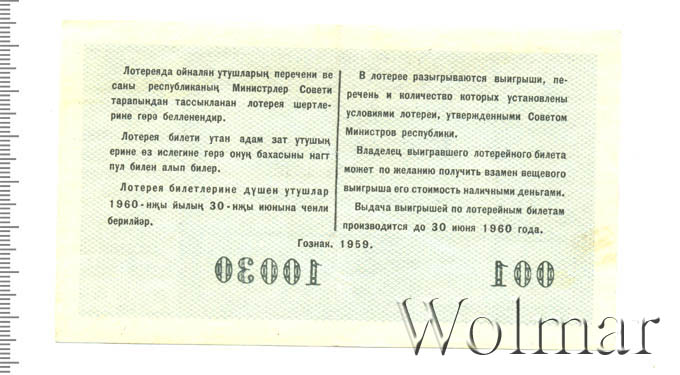 Лотереяда ойналян утушларың перечени ве
саны республиканың Министрлер Совети
тарапындан тассыкланан лотерея шертле-
рине гөрә белленендир.
Лотерея билети утан адам зат утушың
ерине өз ислегине гөрә онуң бахасыны нагт
пул билен алып билер.
Лотерея билетлерине дүшен утушлар
1960-нҗы йылың 30-нҗы июнына ченли
берилйәр.
В лотерее разыгрываются выигрыши, пе-
речень и количество которых установлены
условиями лотереи, утвержденными Советом
Министров республики.
Владелец выигравшего лотерейного билета
может по желанию получить взамен вещевого
выигрыша его стоимость наличными деньгами.
Выдача выигрышей по лотерейным билетам
производится до 30 июня 1960 года.
Гознак. 1959.
10030
001
Wolmar